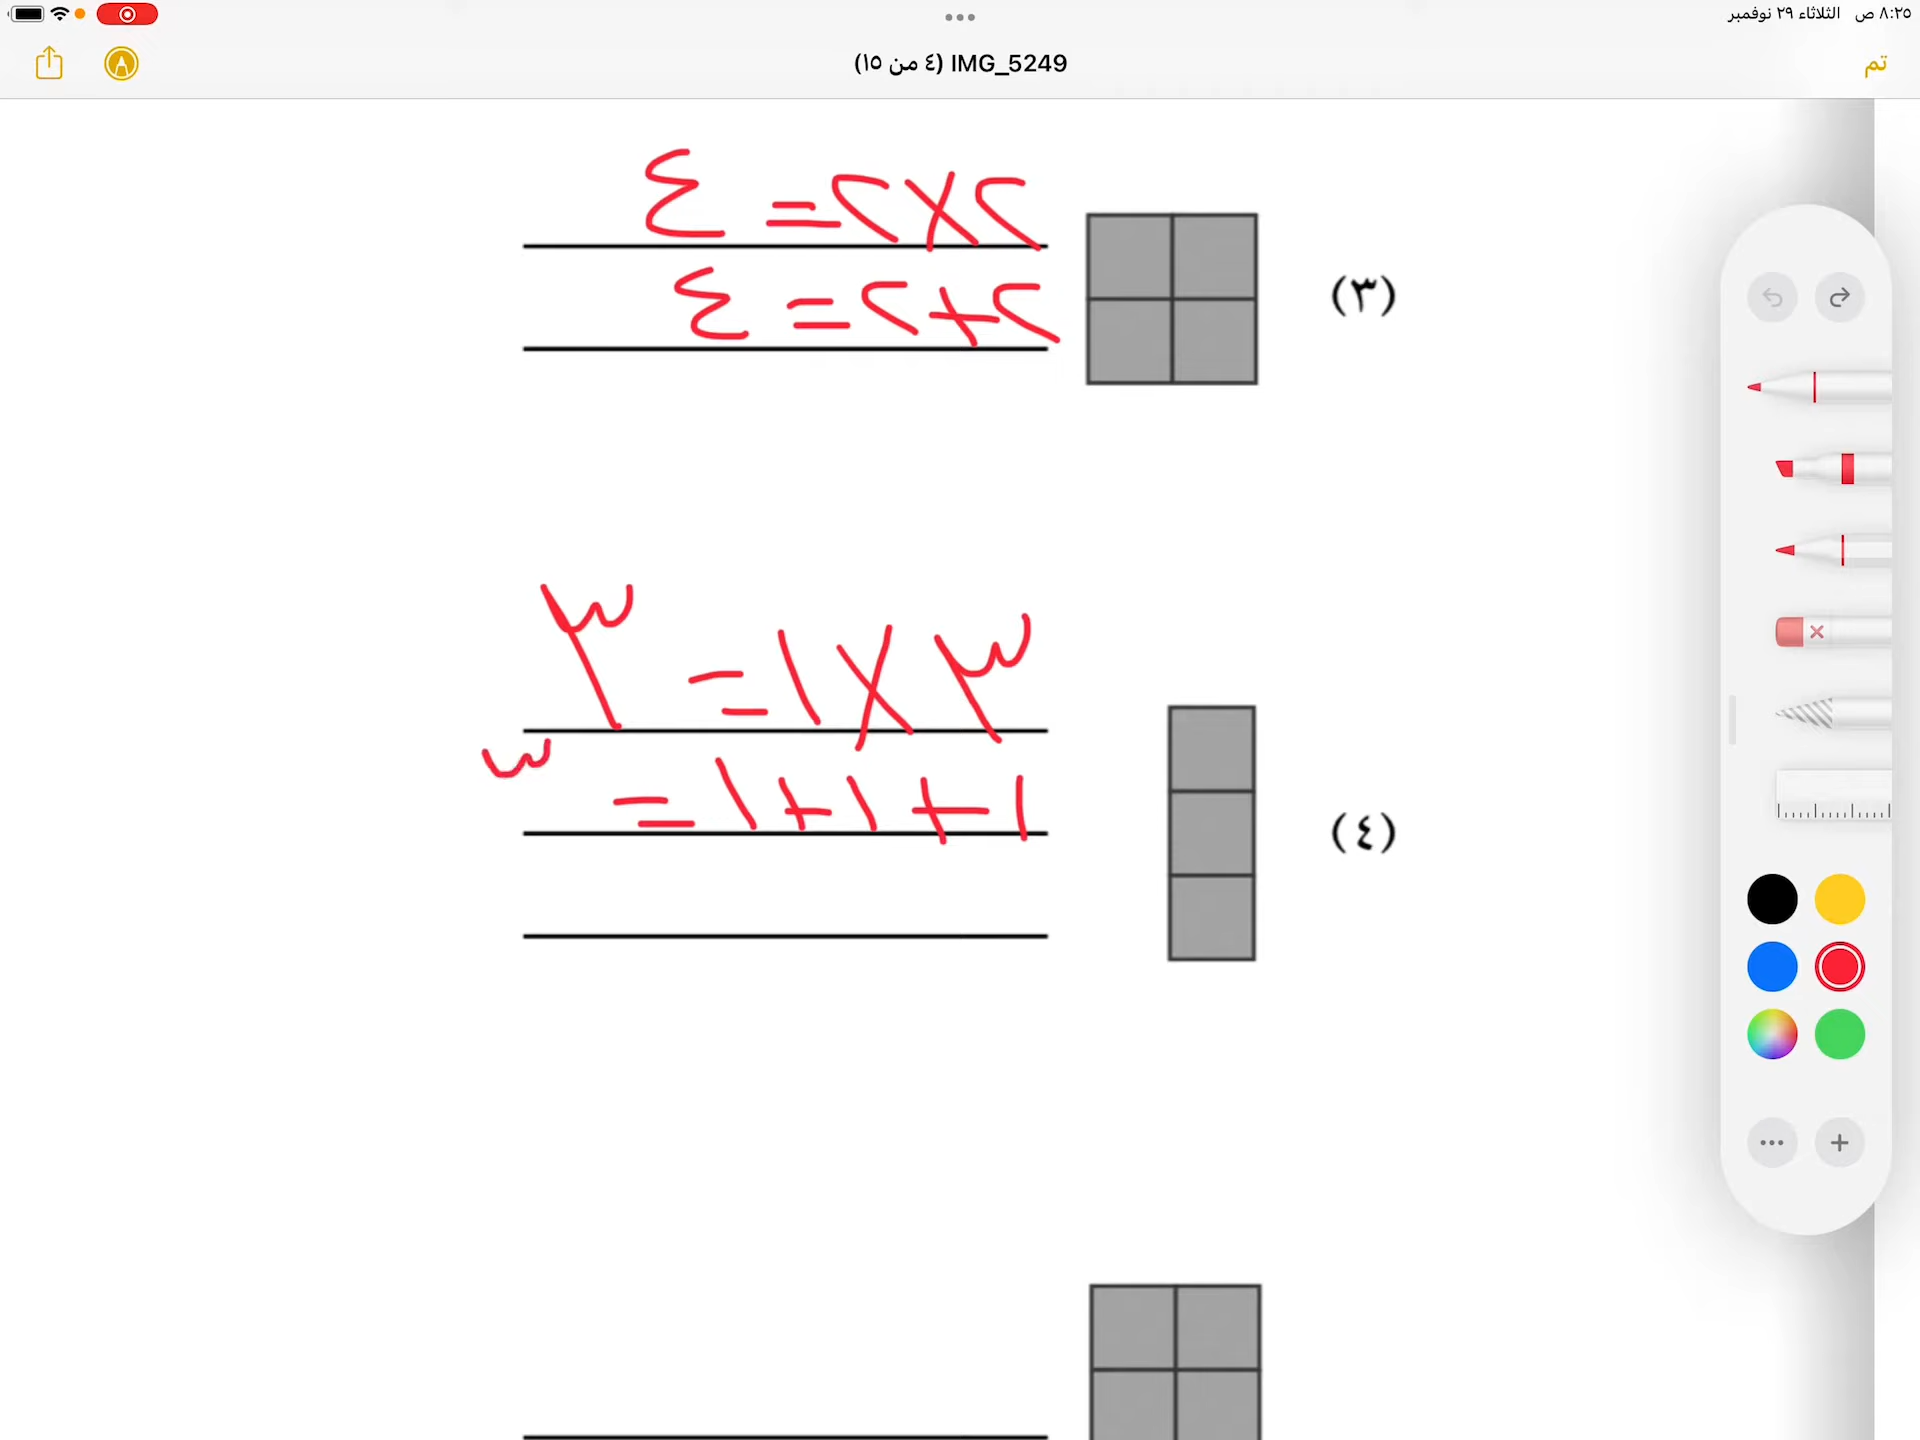 ٨:٢٥ ص الثلاثاء ٢٩ نوفمبر
تم
IMG_5249 (٤ من ١٥)
(٣)
٢×٢=٤
٢+٢=٤
(٤)
٣×١=٣
١+١+١=